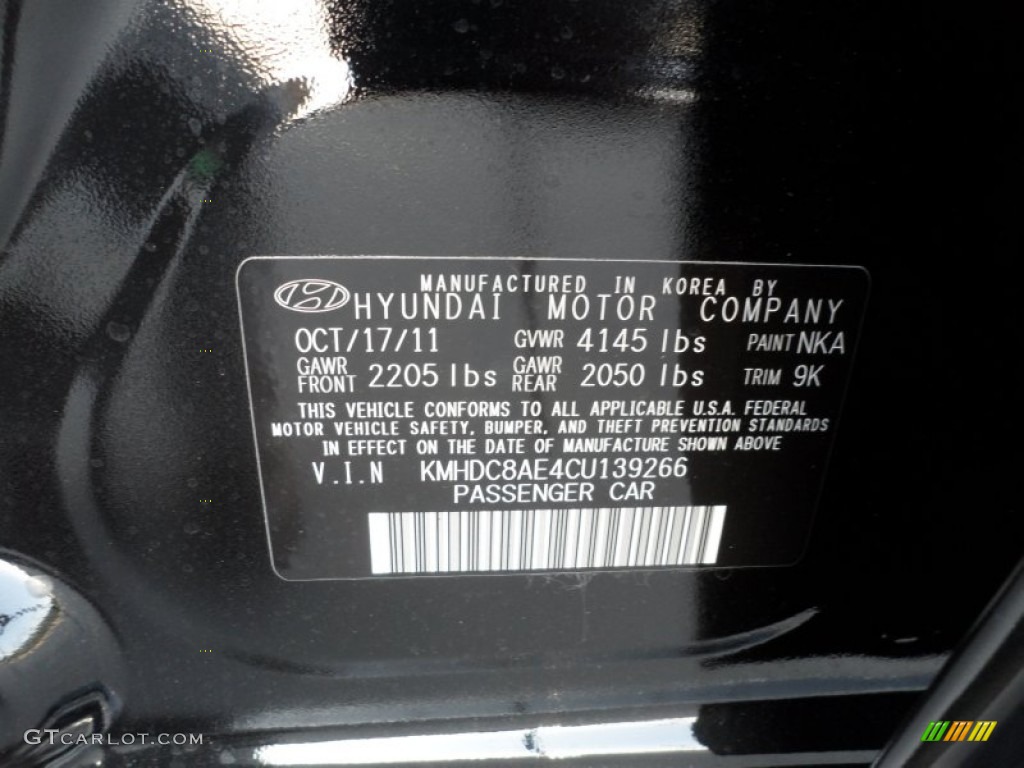 MANUFACTURED IN KOREA BY
HYUNDAI MOTOR COMPANY
OCT/17/11 GVWR 4145 lbs PAINT NKA
GAWR FRONT 2205 lbs GAWR REAR 2050 lbs TRIM 9K
THIS VEHICLE CONFORMS TO ALL APPLICABLE U.S.A. FEDERAL
MOTOR VEHICLE SAFETY, BUMPER, AND THEFT PREVENTION STANDARDS
IN EFFECT ON THE DATE OF MANUFACTURE SHOWN ABOVE
V.I.N KMHDC8AE4CU139266
PASSENGER CAR
GTCARLOT.COM